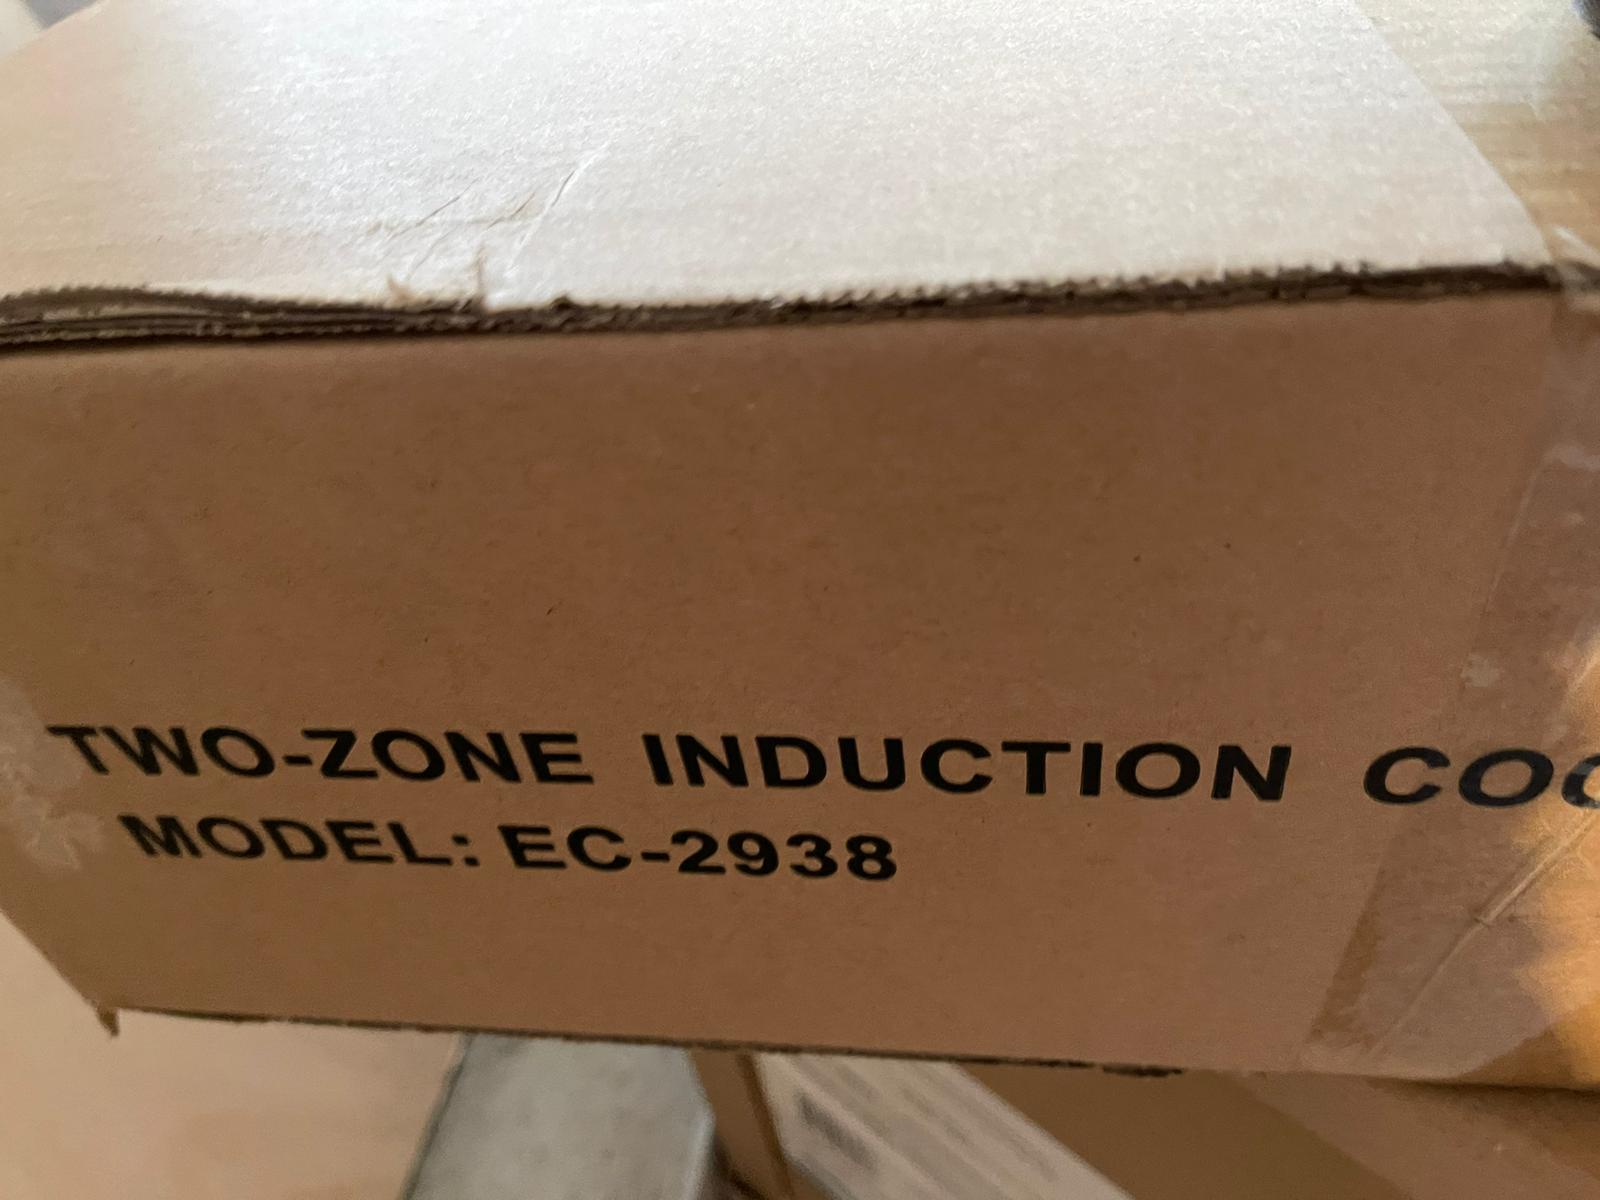 TWO-ZONE INDUCTION
MODEL: EC-2938